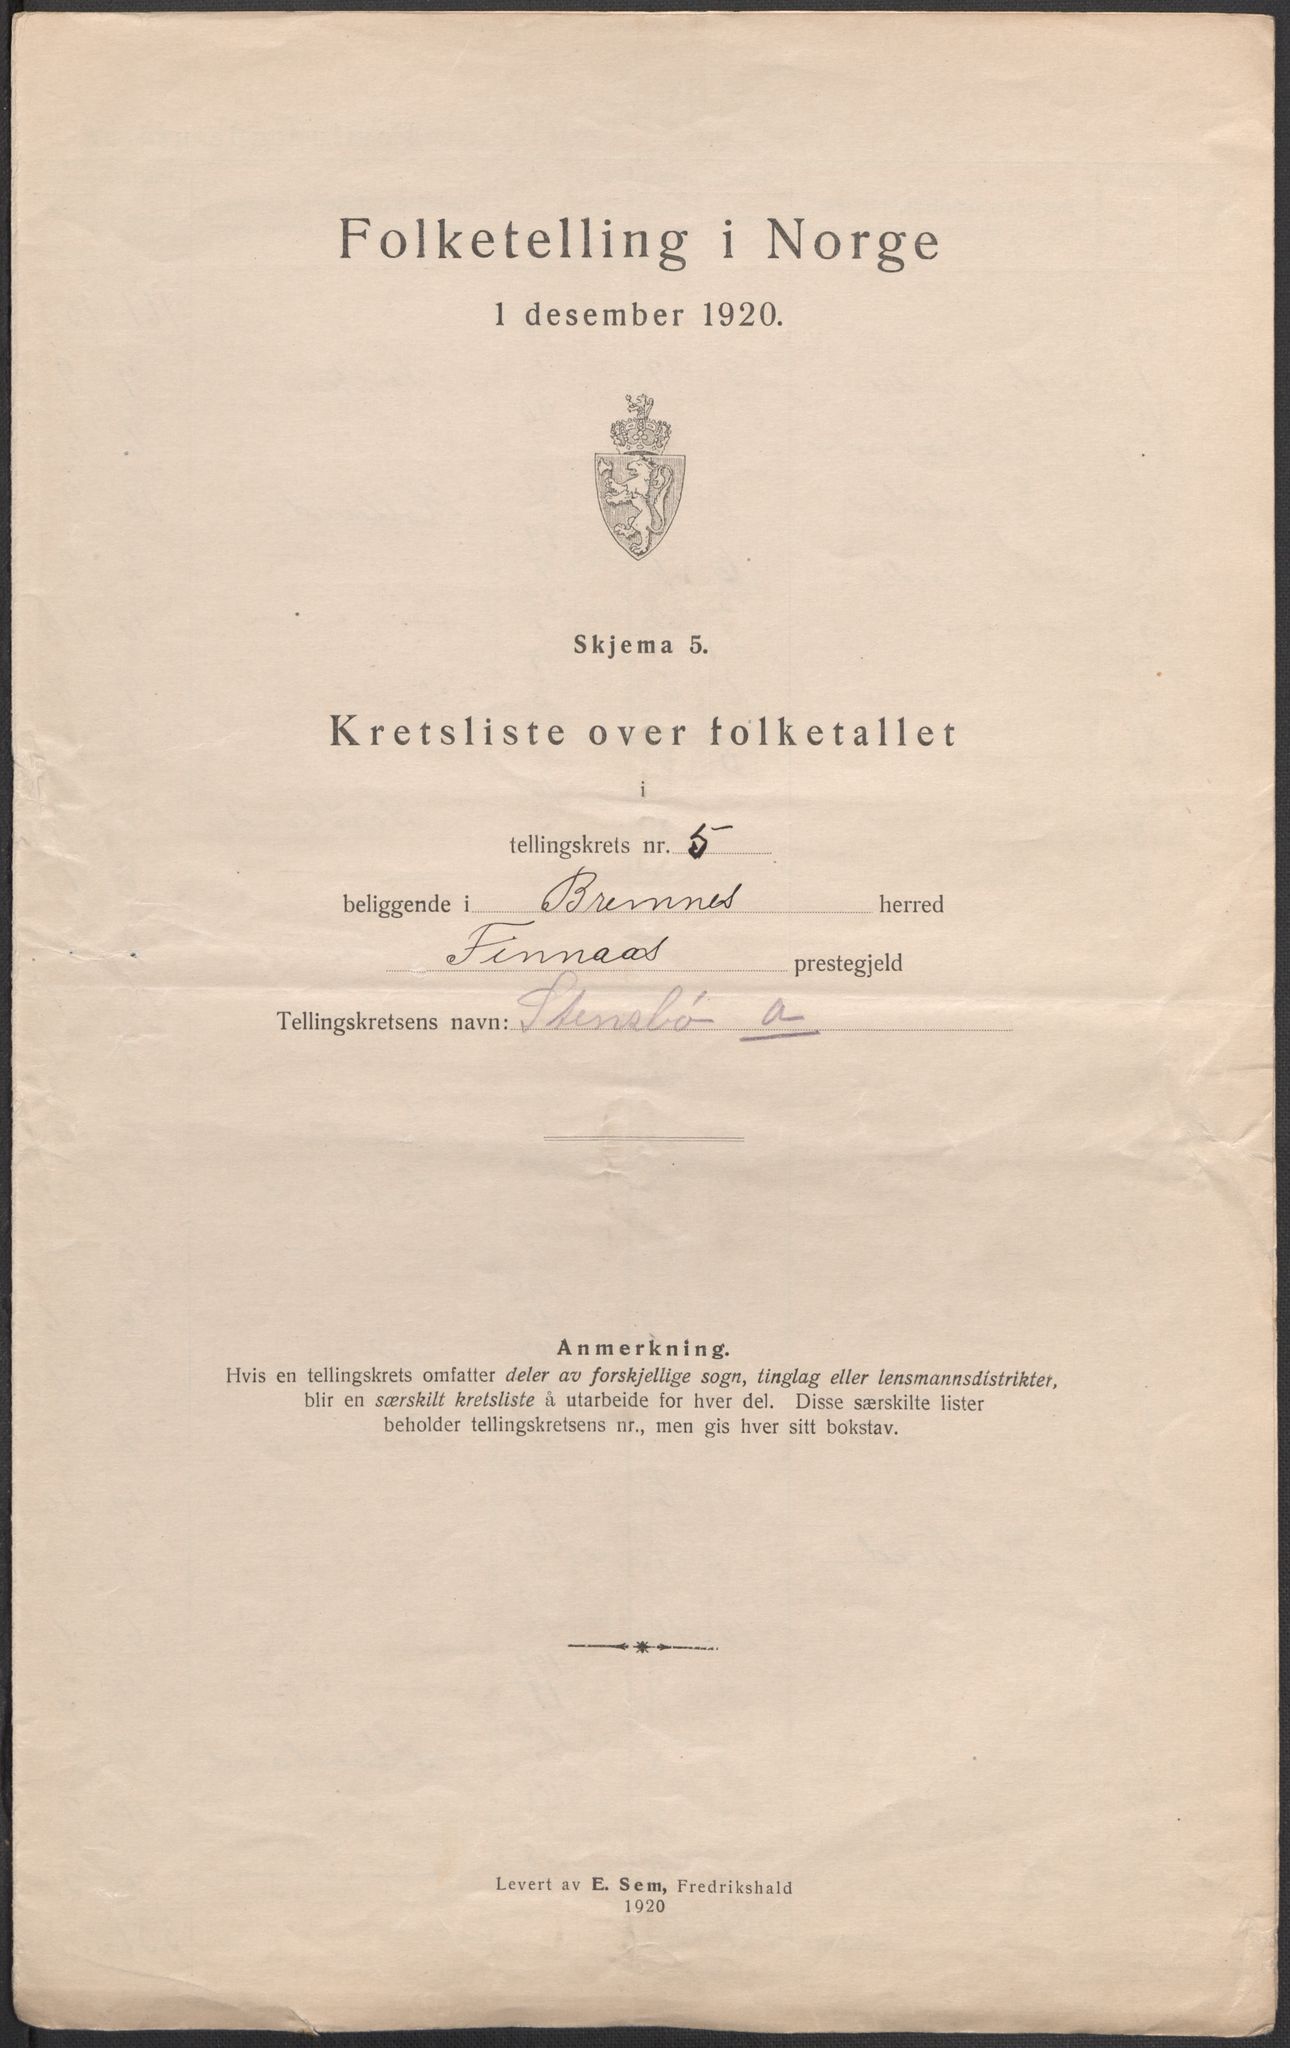 Folketelling i Norge
1 desember 1920.
Skjema 5.
Kretsliste over folketallet
i
tellingskrets nr. 5
beliggende i Bremnes herred
Finnaas prestegjeld
Tellingskretsens navn: Stensbø a
Anmerkning.
Hvis en tellingskrets omfatter deler av forskjellige sogn, tinglag eller lensmannsdistrikter,
blir en særskilt kretsliste å utarbeide for hver del. Disse særskilte lister
beholder tellingskretsens nr., men gis hver sitt bokstav.
Levert av E. Sem, Fredrikshald
1920